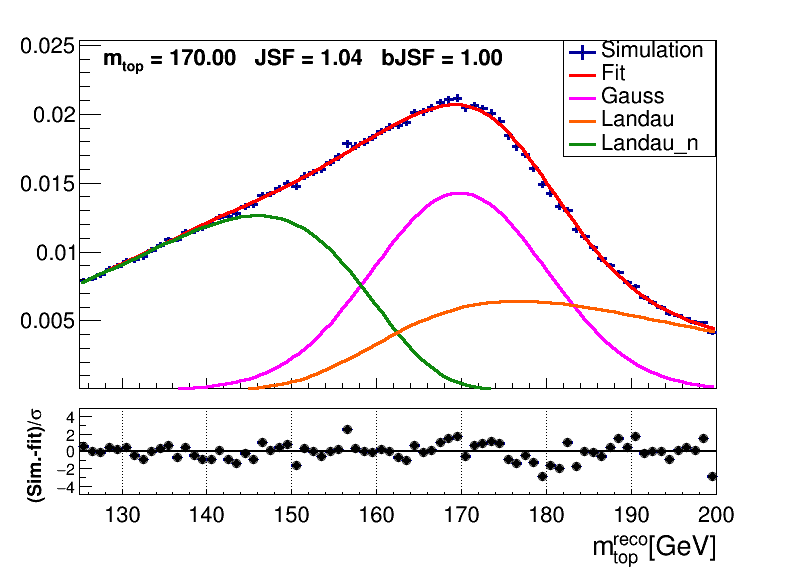 0.025
m_top = 170.00 JSF = 1.04 bJSF = 1.00
Simulation
Fit
Gauss
Landau
Landau_n
0.02
0.015
0.01
0.005
(Sim.-fit)/σ
4
2
0
−2
−4
130 140 150 160 170 180 190 200
m_top^reco[GeV]